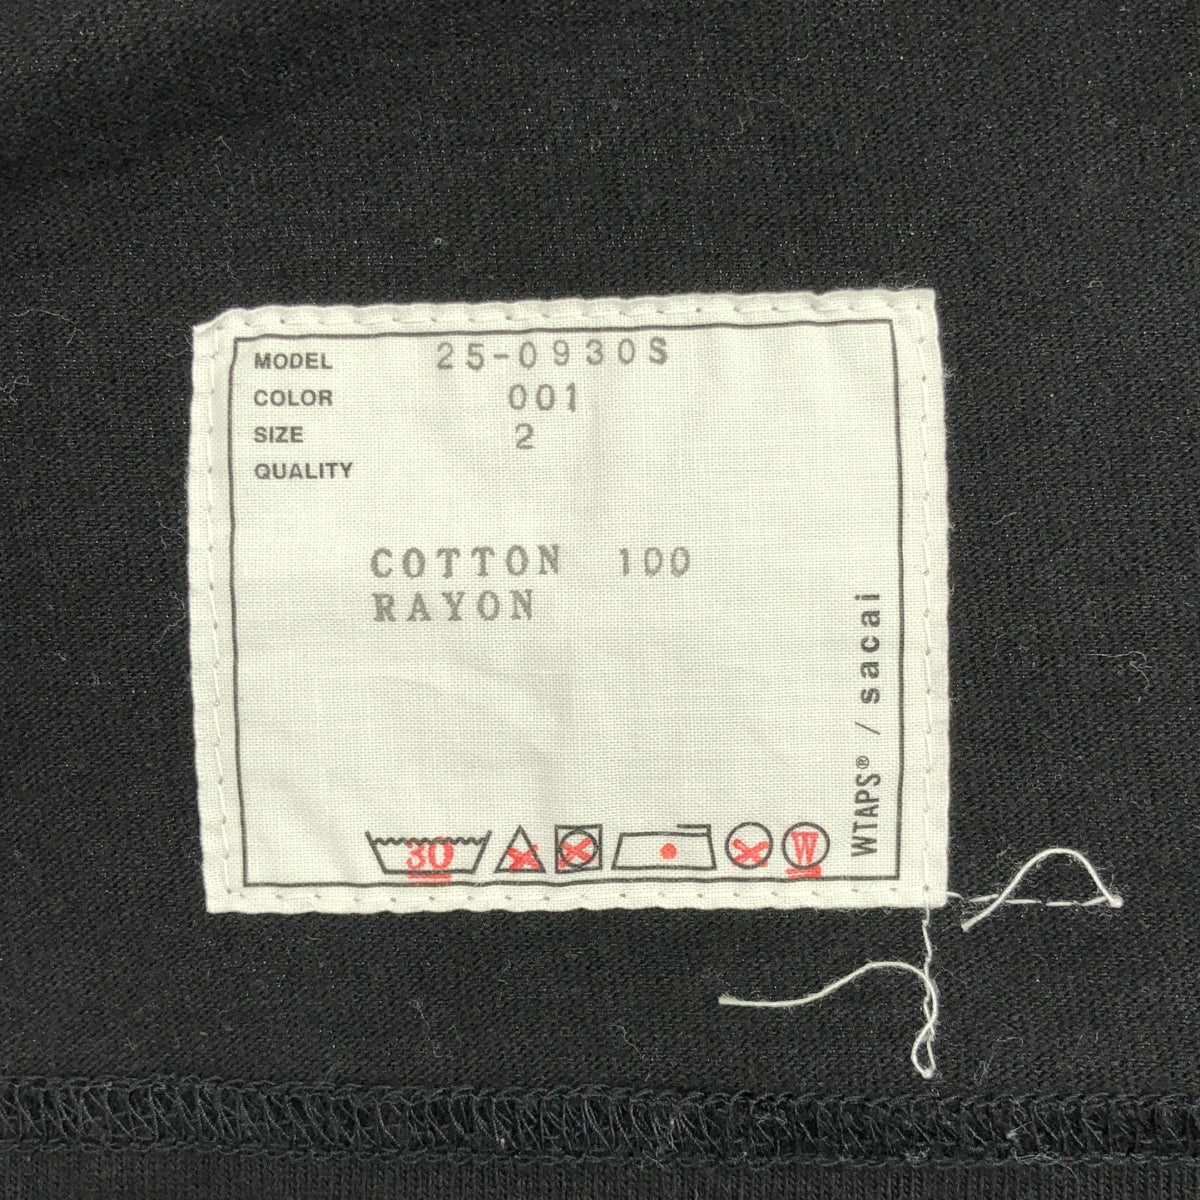 MODEL 25-0930S
COLOR 001
SIZE 2
QUALITY
COTTON 100
RAYON
WTAPS® / sacai
30
W